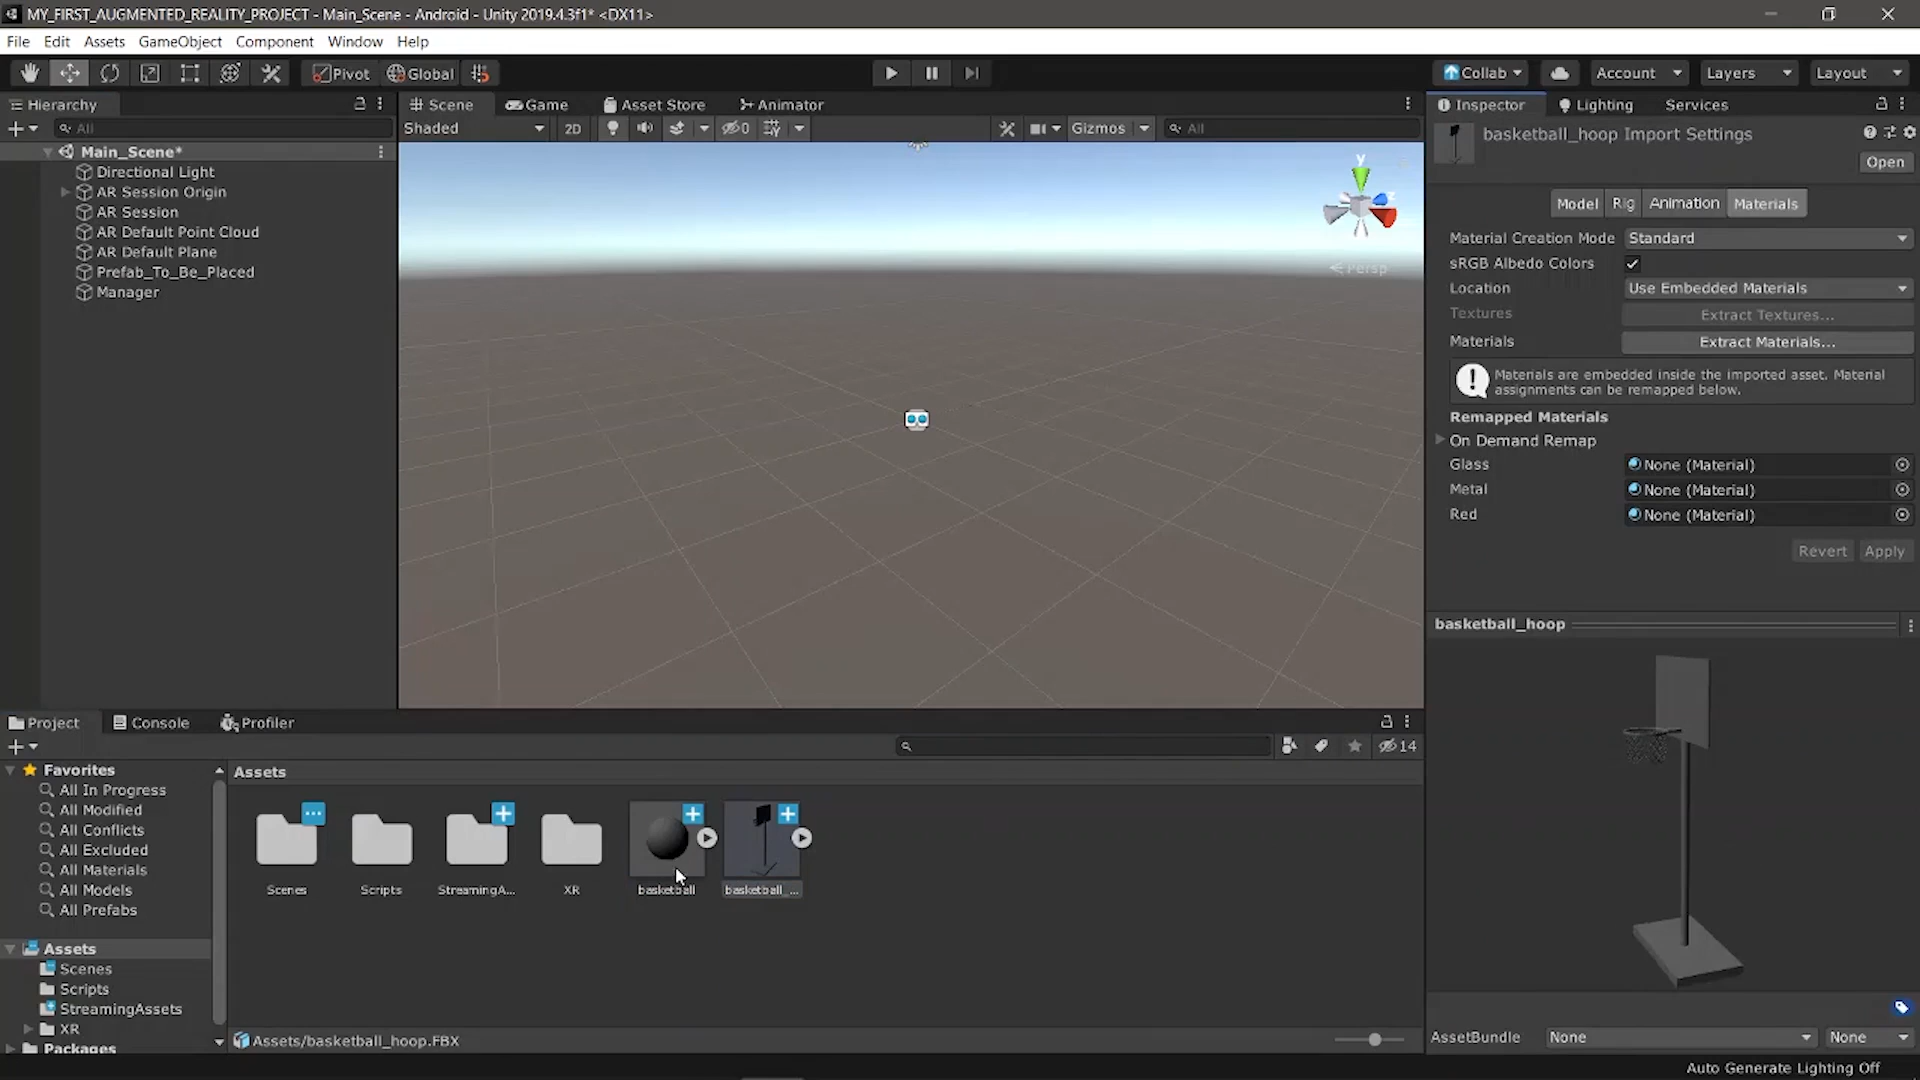 MY_FIRST_AUGMENTED_REALITY_PROJECT - Main_Scene - Android - Unity 2019.4.3f1* <DX11>
File Edit Assets GameObject Component Window Help
Pivot Global Collab Account Layers Layout
Hierarchy
All
Main_Scene*
Directional Light
AR Session Origin
AR Session
AR Default Point Cloud
AR Default Plane
Prefab_To_Be_Placed
Manager
Scene Game Asset Store Animator
Shaded 2D 0 Gizmos All
y
z
Persp
Inspector Lighting Services
basketball_hoop Import Settings
Open
Model Rig Animation Materials
Material Creation Mode Standard
sRGB Albedo Colors
Location Use Embedded Materials
Textures Extract Textures...
Materials Extract Materials...
Materials are embedded inside the imported asset. Material
assignments can be remapped below.
Remapped Materials
On Demand Remap
Glass None (Material)
Metal None (Material)
Red None (Material)
Revert Apply
basketball_hoop
AssetBundle None None
Project Console Profiler
14
Favorites
All In Progress
All Modified
All Conflicts
All Excluded
All Materials
All Models
All Prefabs
Assets
Scenes
Scripts
StreamingAssets
XR
Packages
Assets
Scenes Scripts StreamingA... XR basketball basketball_...
Assets/basketball_hoop.FBX
Auto Generate Lighting Off